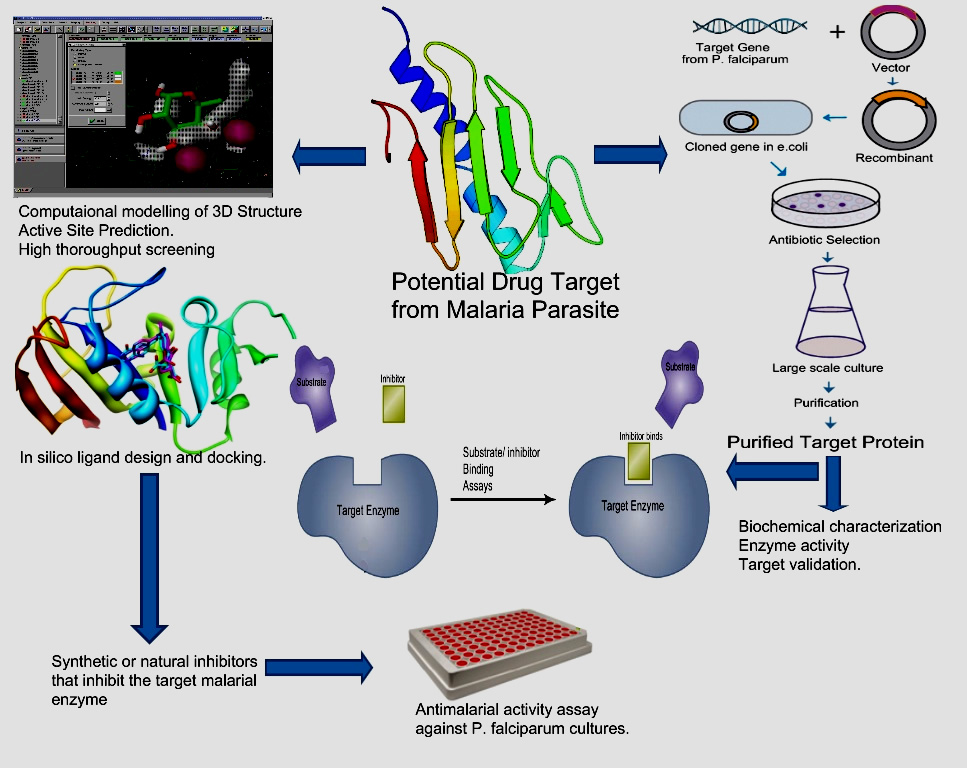 Computaional modelling of 3D Structure
Active Site Prediction.
High thoroughput screening
In silico ligand design and docking.
Synthetic or natural inhibitors
that inhibit the target malarial
enzyme
Potential Drug Target
from Malaria Parasite
Substrate
Inhibitor
Target Enzyme
Substrate/ inhibitor
Binding
Assays
Substrate
Inhibitor binds
Target Enzyme
Antimalarial activity assay
against P. falciparum cultures.
Target Gene
from P. falciparum
+
Vector
Recombinant
Cloned gene in e.coli
Antibiotic Selection
Large scale culture
Purification
Purified Target Protein
Biochemical characterization
Enzyme activity
Target validation.